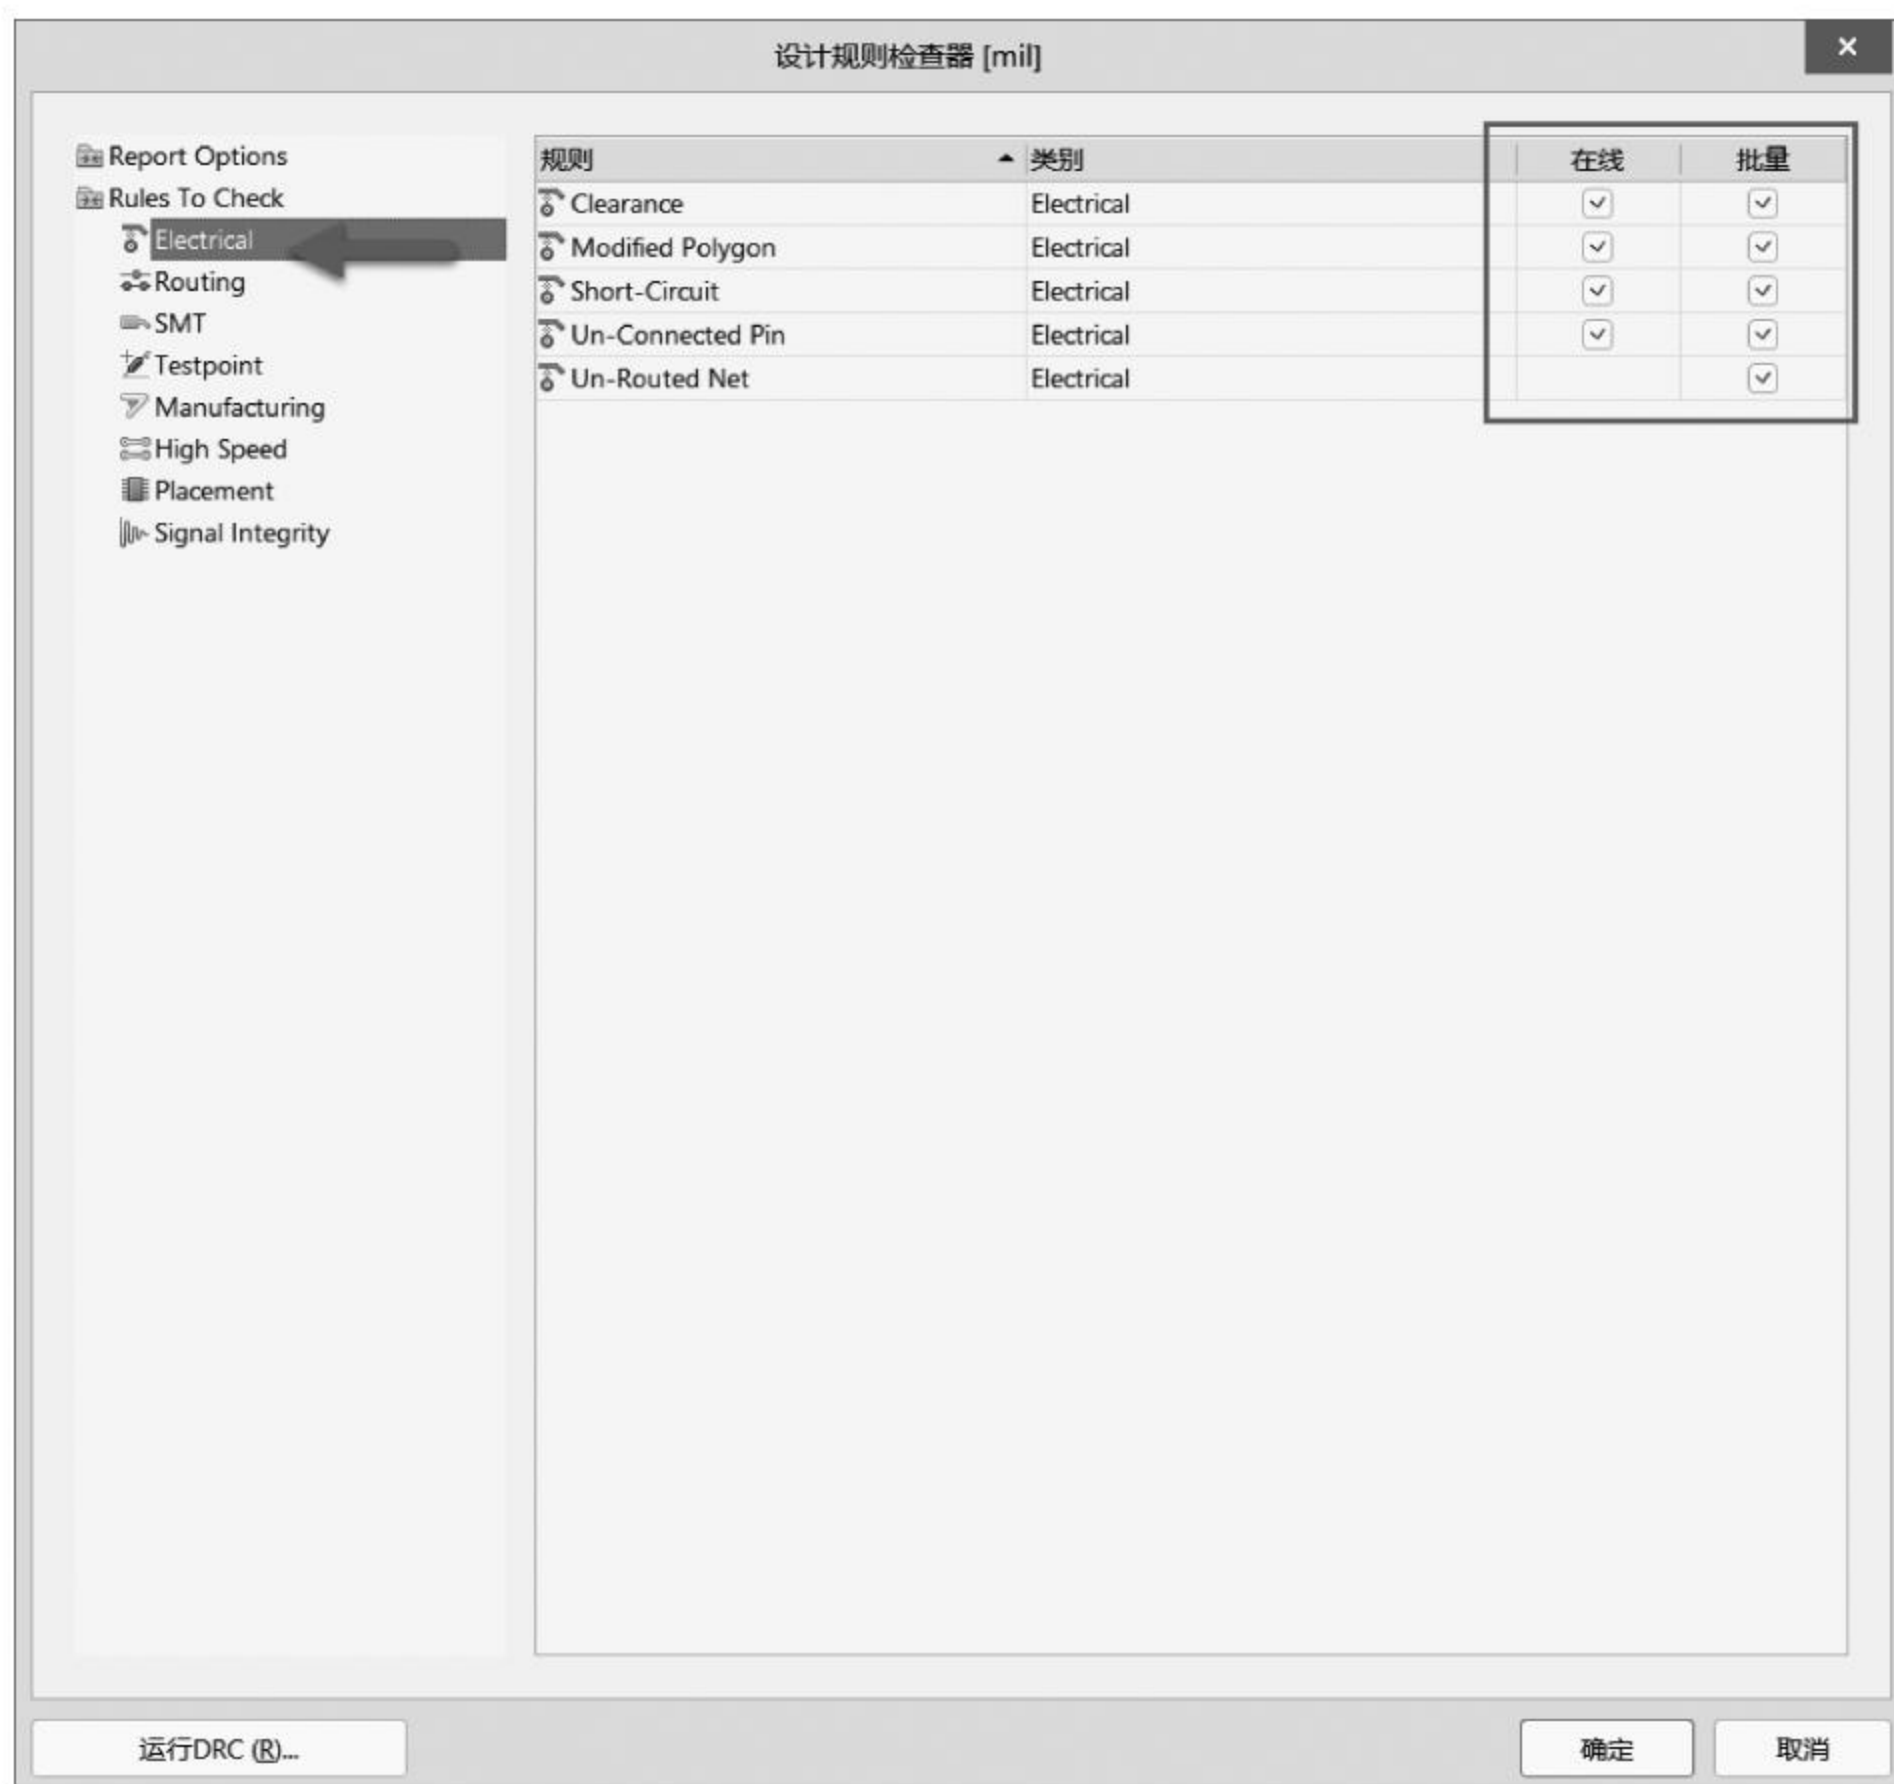 设计规则检查器 [mil]
Report Options
Rules To Check
Electrical
Routing
SMT
Testpoint
Manufacturing
High Speed
Placement
Signal Integrity
规则 类别 在线 批量
Clearance Electrical
Modified Polygon Electrical
Short-Circuit Electrical
Un-Connected Pin Electrical
Un-Routed Net Electrical
运行DRC (R)... 确定 取消